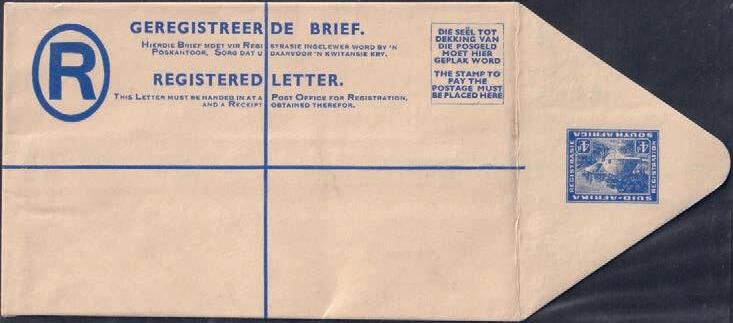 R
GEREGISTREERDE BRIEF.
HIERDIE BRIEF MOET VIR REGISTRASIE INGELEWER WORD BY 'N
POSKANTOOR, SORG DAT U DAARVOOR 'N KWITANSIE KRY.
REGISTERED LETTER.
THIS LETTER MUST BE HANDED IN AT A POST OFFICE FOR REGISTRATION,
AND A RECEIPT OBTAINED THEREFOR.
DIE SEËL TOT
DEKKING VAN
DIE POSGELD
MOET HIER
GEPLAK WORD
THE STAMP TO
PAY THE
POSTAGE MUST
BE PLACED HERE
SUID-AFRIKA
REGISTRASIE
REGISTRATION
4D 4D
SOUTH AFRICA